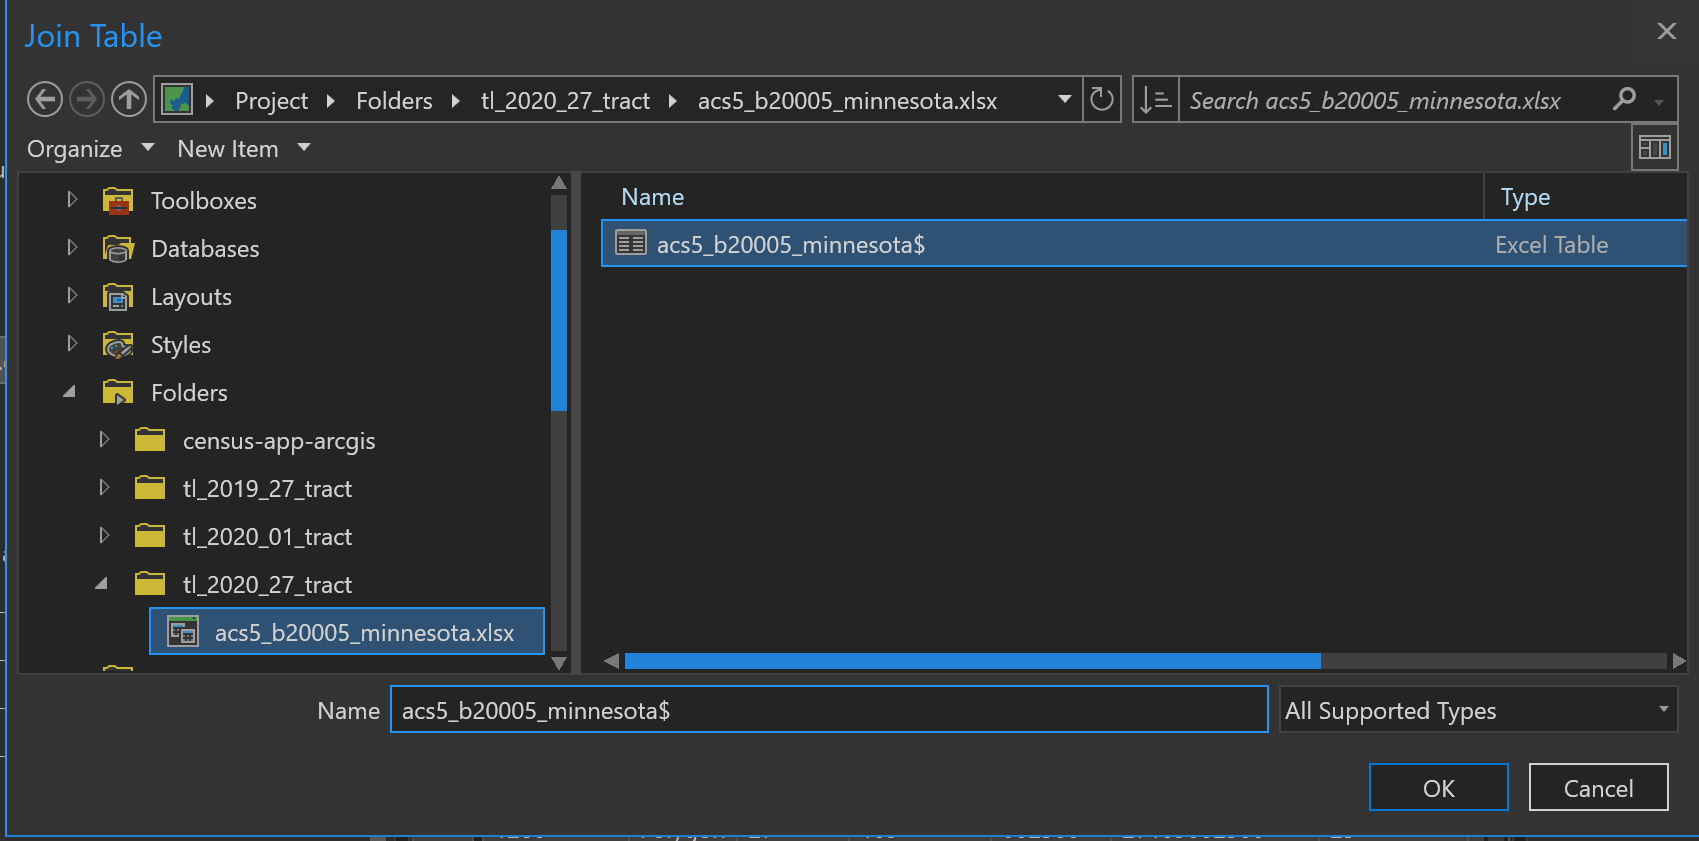 Join Table
Project Folders tl_2020_27_tract acs5_b20005_minnesota.xlsx Search acs5_b20005_minnesota.xlsx
Organize New Item
Name Type
Toolboxes
acs5_b20005_minnesota$ Excel Table
Databases
Layouts
Styles
Folders
census-app-arcgis
tl_2019_27_tract
tl_2020_01_tract
tl_2020_27_tract
acs5_b20005_minnesota.xlsx
Name acs5_b20005_minnesota$ All Supported Types
OK Cancel